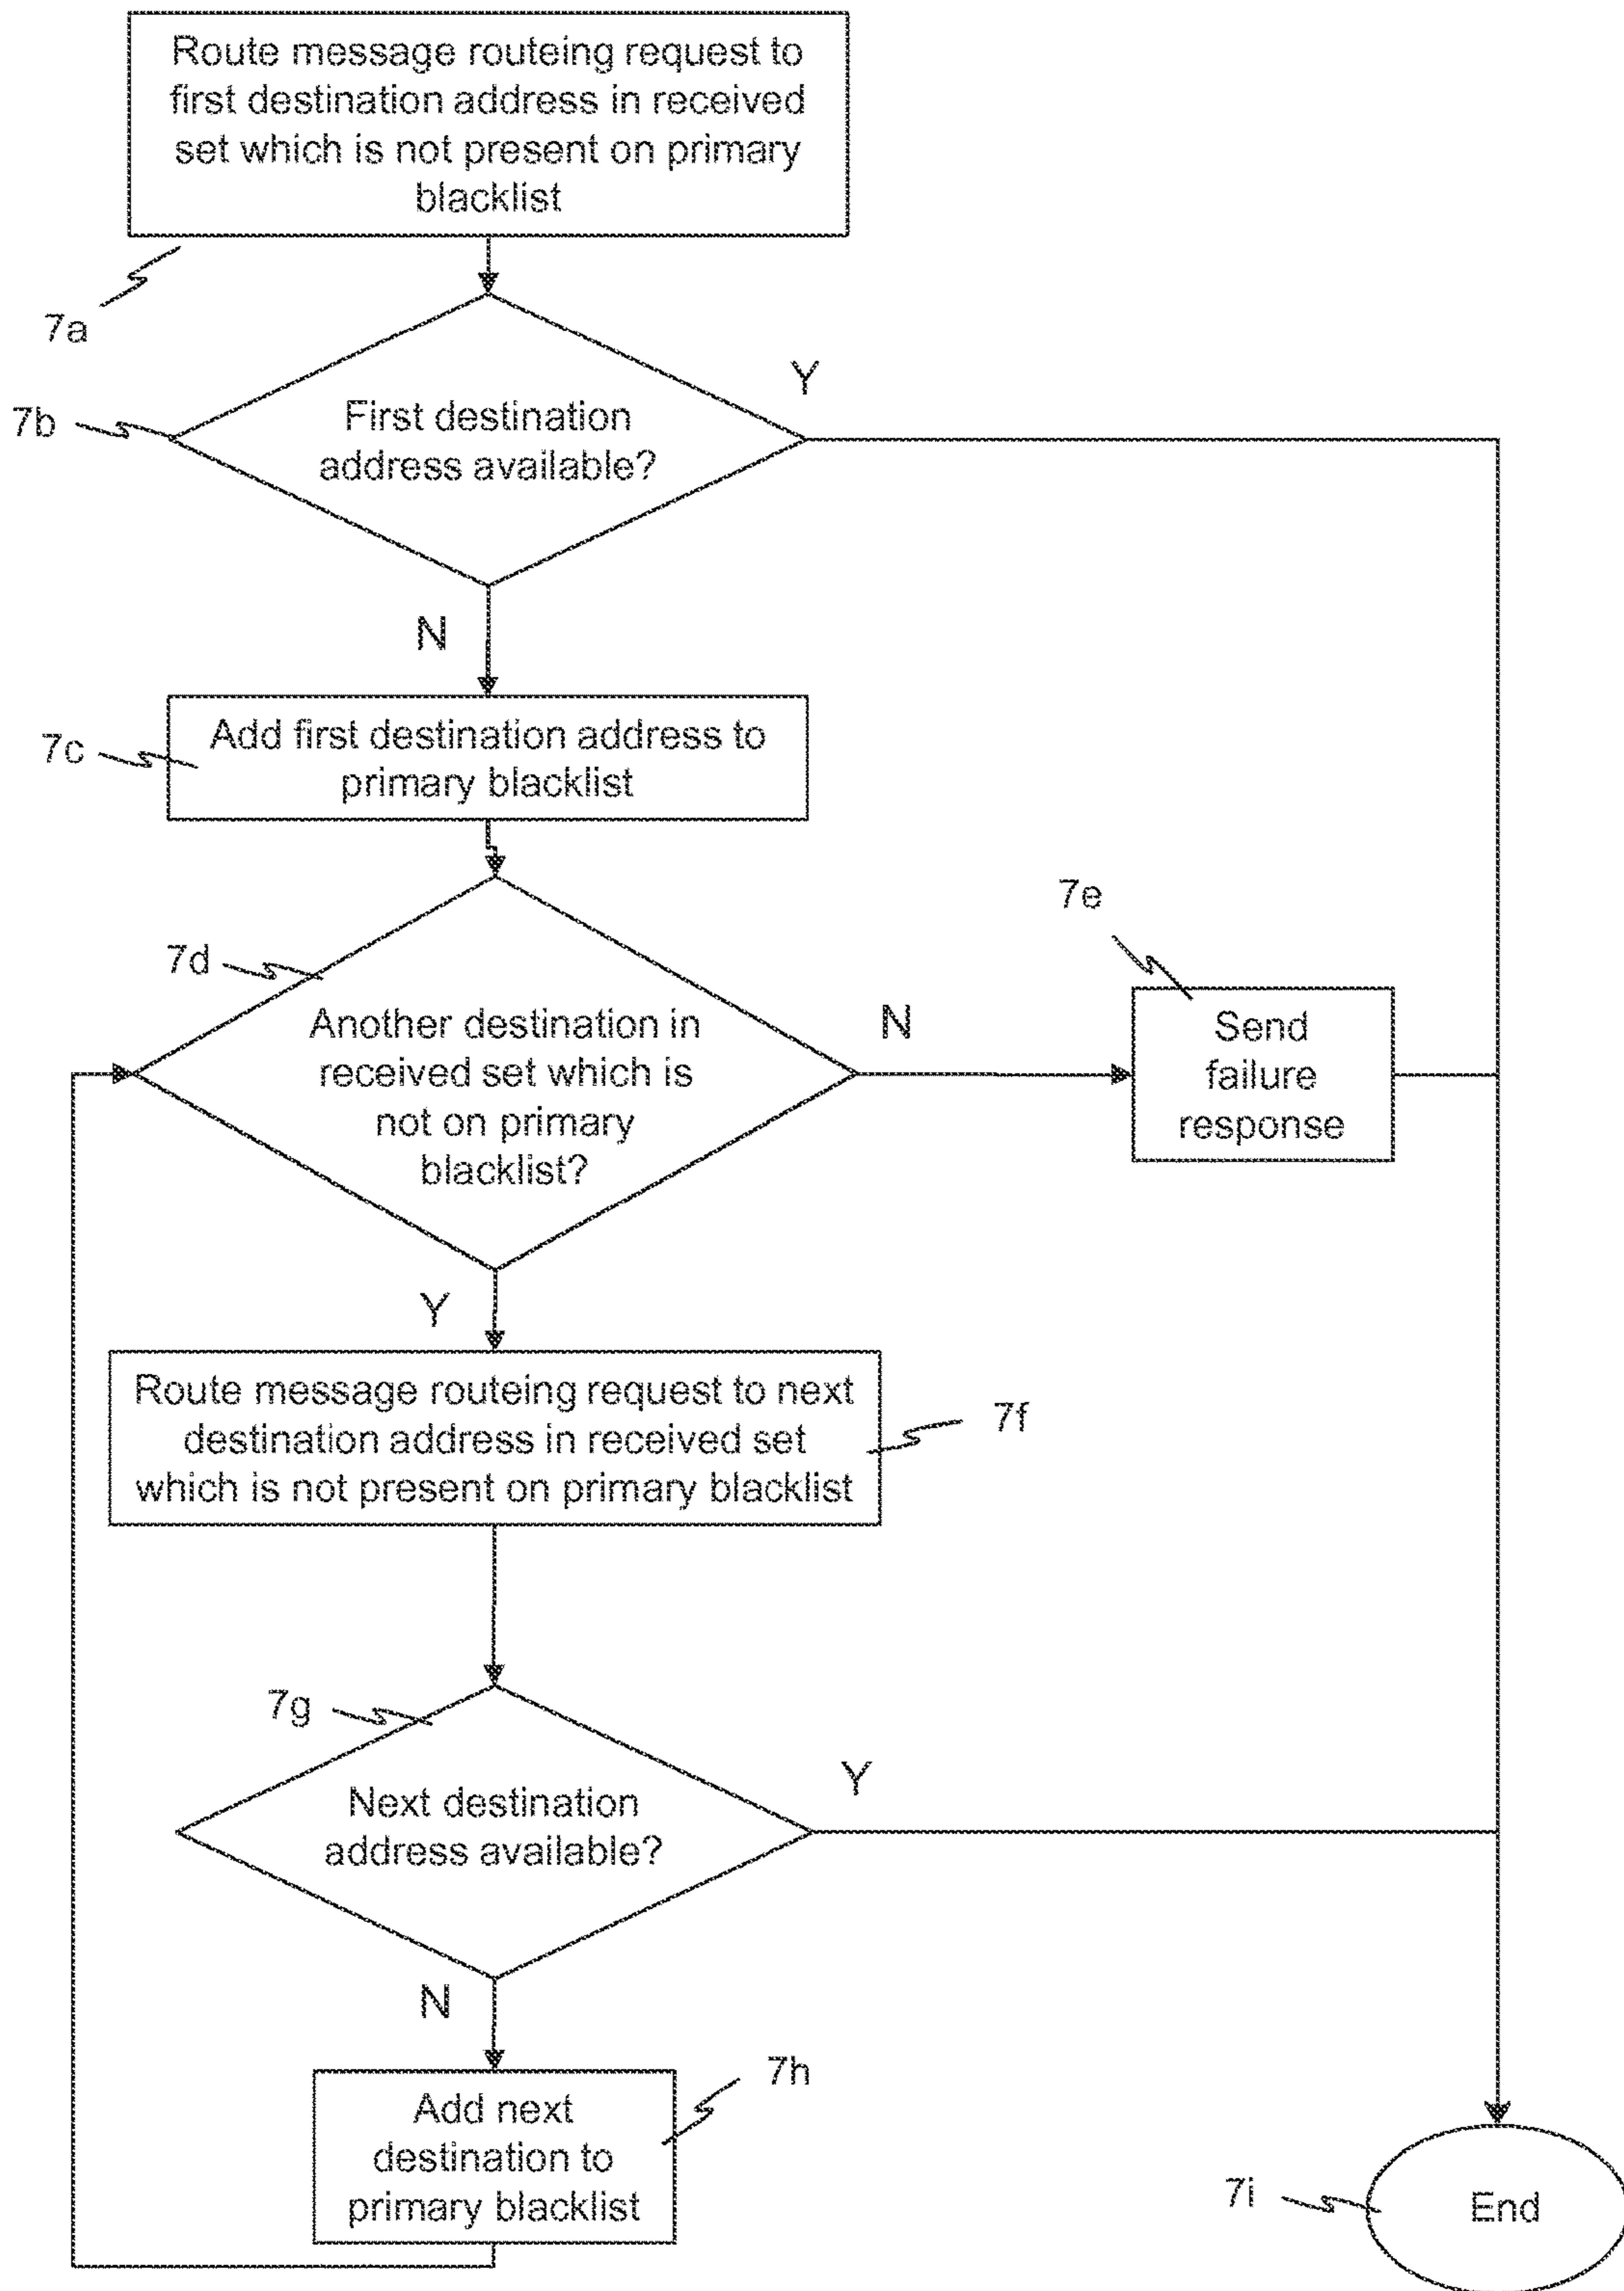 Route message routeing request to
first destination address in received
set which is not present on primary
blacklist
7a
Y
7b
First destination
address available?
N
7c
Add first destination address to
primary blacklist
7e
7d
Another destination in
received set which is
not on primary
blacklist?
N
Send
failure
response
Y
Route message routeing request to next
destination address in received set
which is not present on primary blacklist
7f
7g
Y
Next destination
address available?
N
7h
Add next
destination to
primary blacklist
7i
End